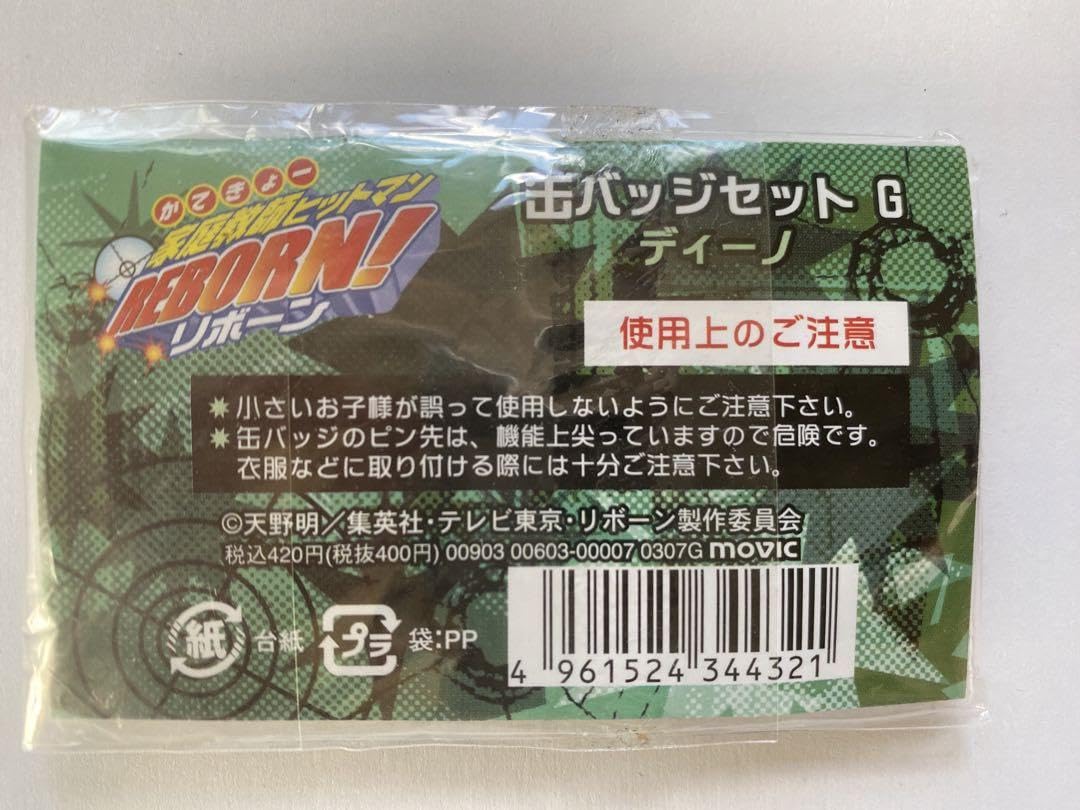 かてきょー
家庭教師ヒットマン
REBORN!
リボーン
缶バッジセット G
ディーノ
使用上のご注意
＊小さいお子様が誤って使用しないようにご注意下さい。
＊缶バッジのピン先は、機能上尖っていますので危険です。
衣服などに取り付ける際には十分ご注意下さい。
©天野明／集英社・テレビ東京・リボーン製作委員会
税込420円(税抜400円) 00903 00603-00007 0307G movic
紙 台紙 プラ 袋:PP
4 961524 344321